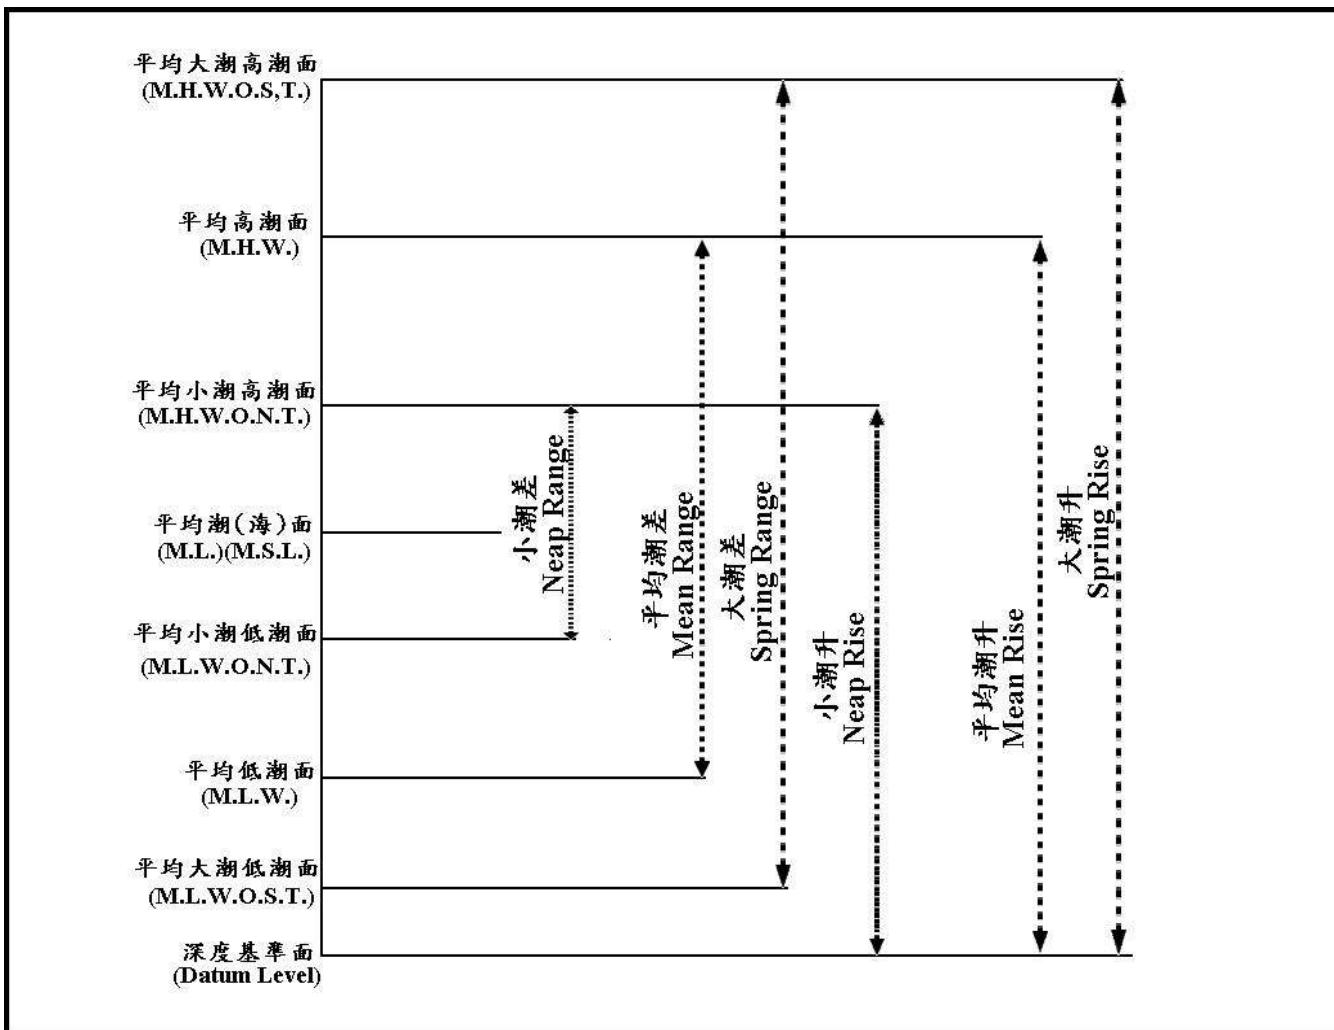 平均大潮高潮面
(M.H.W.O.S,T.)
平均高潮面
(M.H.W.)
平均小潮高潮面
(M.H.W.O.N.T.)
平均潮(海)面
(M.L.)(M.S.L.)
平均小潮低潮面
(M.L.W.O.N.T.)
平均低潮面
(M.L.W.)
平均大潮低潮面
(M.L.W.O.S.T.)
深度基準面
(Datum Level)
小潮差
Neap Range
平均潮差
Mean Range
大潮差
Spring Range
小潮升
Neap Rise
平均潮升
Mean Rise
大潮升
Spring Rise